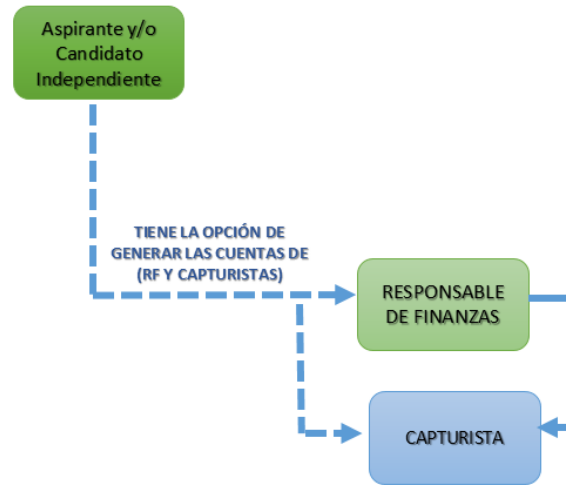 Aspirante y/o
Candidato
Independiente
TIENE LA OPCIÓN DE
GENERAR LAS CUENTAS DE
(RF Y CAPTURISTAS)
RESPONSABLE
DE FINANZAS
CAPTURISTA